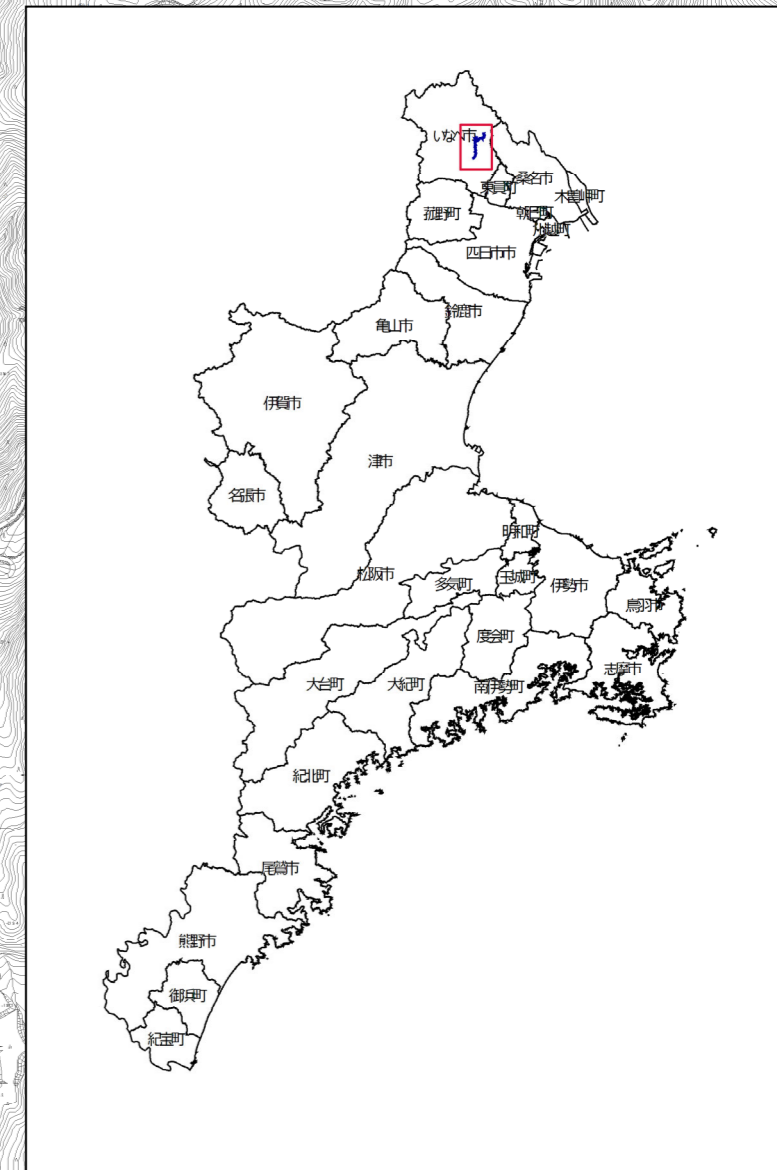 いなべ市
東員町
桑名市
木曽岬町
菰野町
朝日町
川越町
四日市市
鈴鹿市
亀山市
伊賀市
津市
名張市
明和町
松阪市
多気町
玉城町
伊勢市
鳥羽市
度会町
志摩市
大台町
大紀町
南伊勢町
紀北町
尾鷲市
熊野市
御浜町
紀宝町